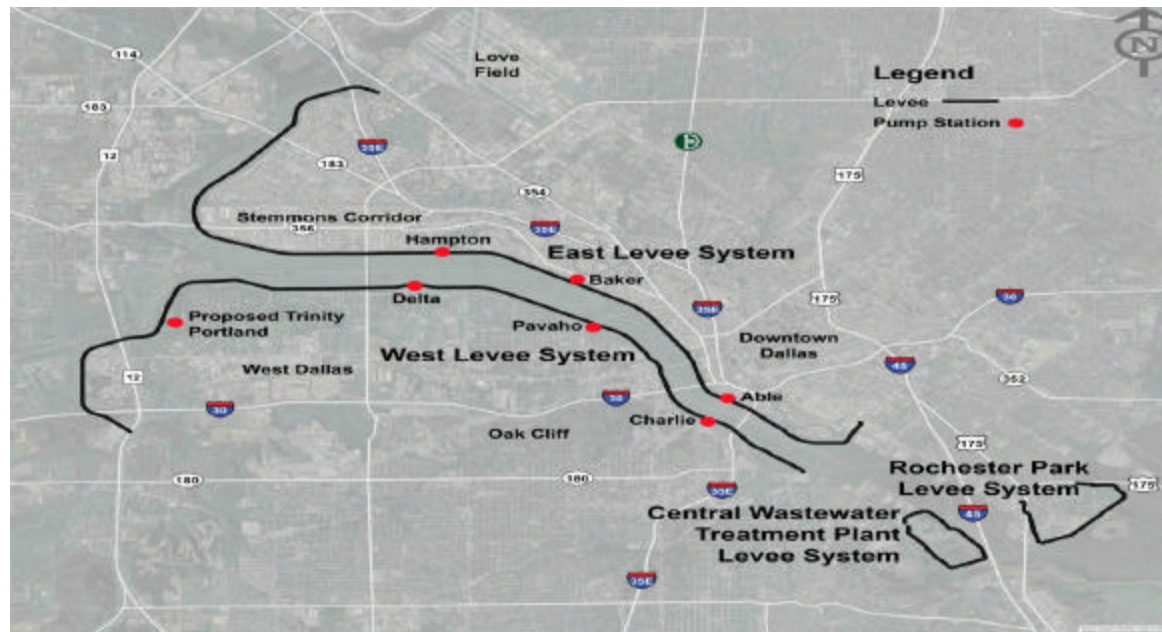 114
Love
Field
N
Legend
183
Levee
Pump Station
12
35E
183
175
354
Stemmons Corridor
356
35E
Hampton
East Levee System
Baker
Delta
175
30
35E
Proposed Trinity
Portland
Pavaho
Downtown
Dallas
West Levee System
West Dallas
45
12
352
30
30
Able
Charlie
Oak Cliff
175
180
180
Rochester Park
Levee System
175
35E
Central Wastewater
Treatment Plant
Levee System
45
35E